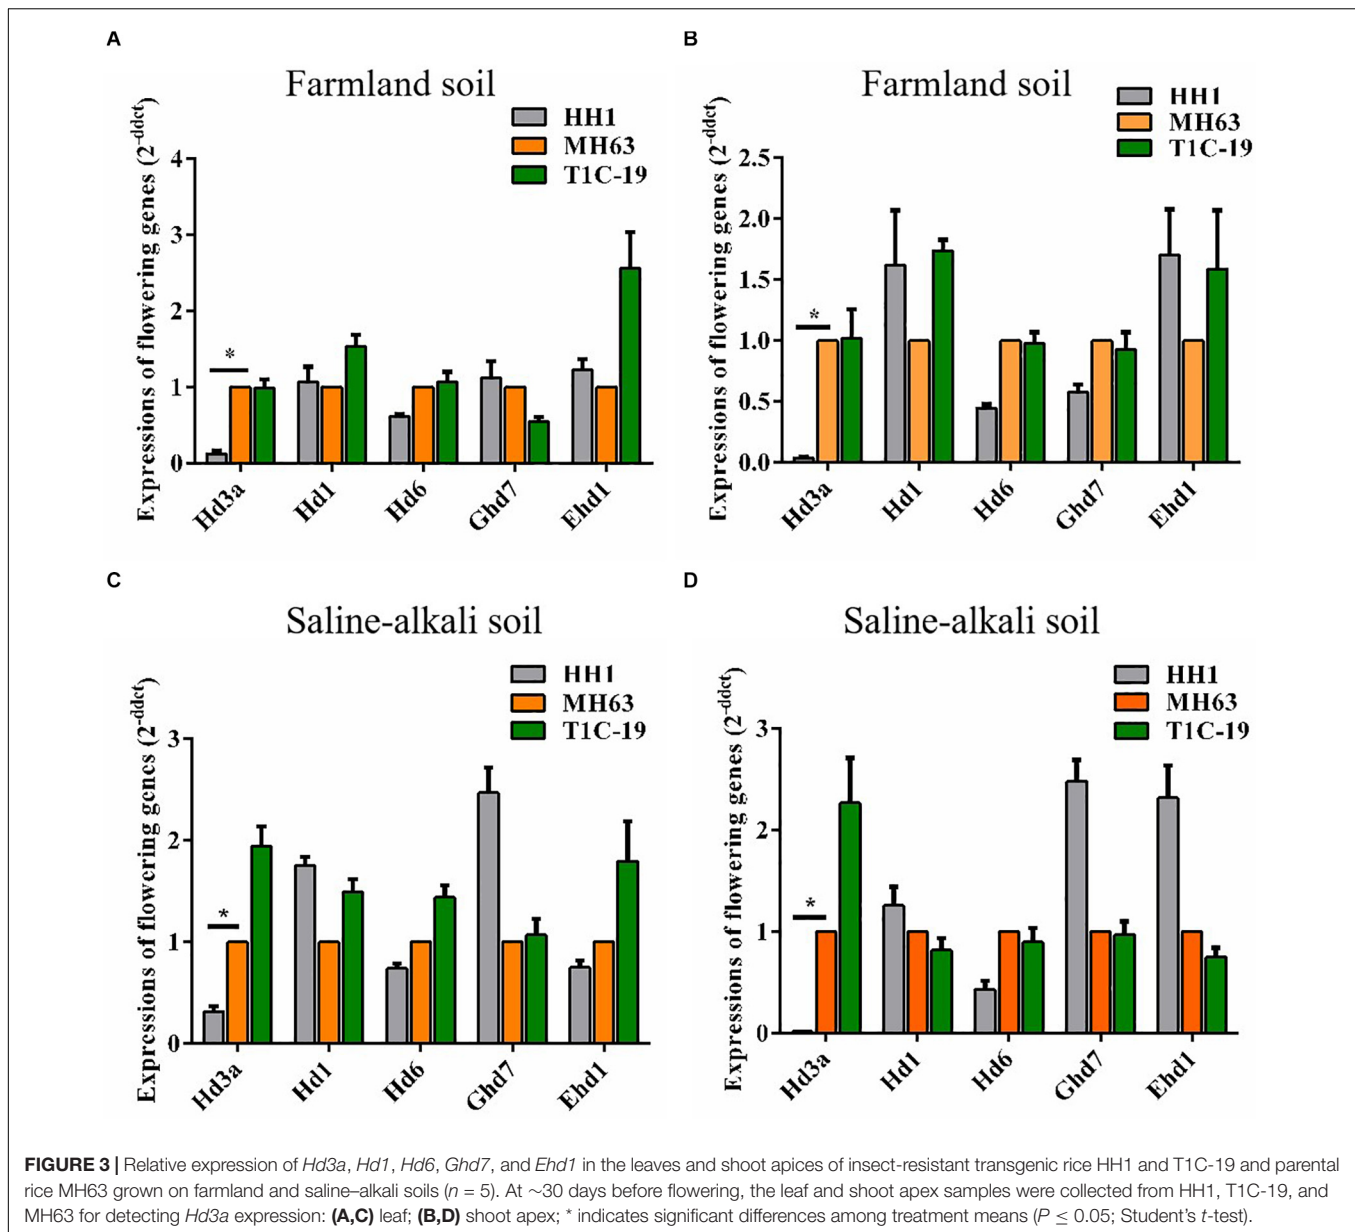 A
Farmland soil
HH1
MH63
T1C-19
Expressions of flowering genes (2^-ddct)
4
3
2
1
0
*
Hd3a
Hd1
Hd6
Ghd7
Ehd1
B
Farmland soil
HH1
MH63
T1C-19
Expressions of flowering genes (2^-ddct)
2.5
2.0
1.5
1.0
0.5
0.0
*
Hd3a
Hd1
Hd6
Ghd7
Ehd1
C
Saline-alkali soil
HH1
MH63
T1C-19
Expressions of flowering genes (2^-ddct)
3
2
1
0
*
Hd3a
Hd1
Hd6
Ghd7
Ehd1
D
Saline-alkali soil
HH1
MH63
T1C-19
Expressions of flowering genes (2^-ddct)
3
2
1
0
*
Hd3a
Hd1
Hd6
Ghd7
Ehd1
FIGURE 3 | Relative expression of Hd3a, Hd1, Hd6, Ghd7, and Ehd1 in the leaves and shoot apices of insect-resistant transgenic rice HH1 and T1C-19 and parental
rice MH63 grown on farmland and saline–alkali soils (n = 5). At ∼30 days before flowering, the leaf and shoot apex samples were collected from HH1, T1C-19, and
MH63 for detecting Hd3a expression: (A,C) leaf; (B,D) shoot apex; * indicates significant differences among treatment means (P ≤ 0.05; Student's t-test).